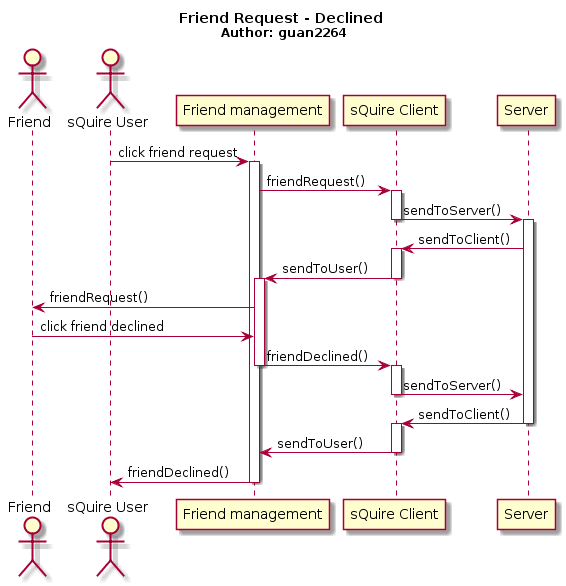 Friend Request - Declined
Author: guan2264
Friend
sQuire User
Friend management
sQuire Client
Server
click friend request
friendRequest()
sendToServer()
sendToClient()
sendToUser()
friendRequest()
click friend declined
friendDeclined()
sendToServer()
sendToClient()
sendToUser()
friendDeclined()
Friend
sQuire User
Friend management
sQuire Client
Server